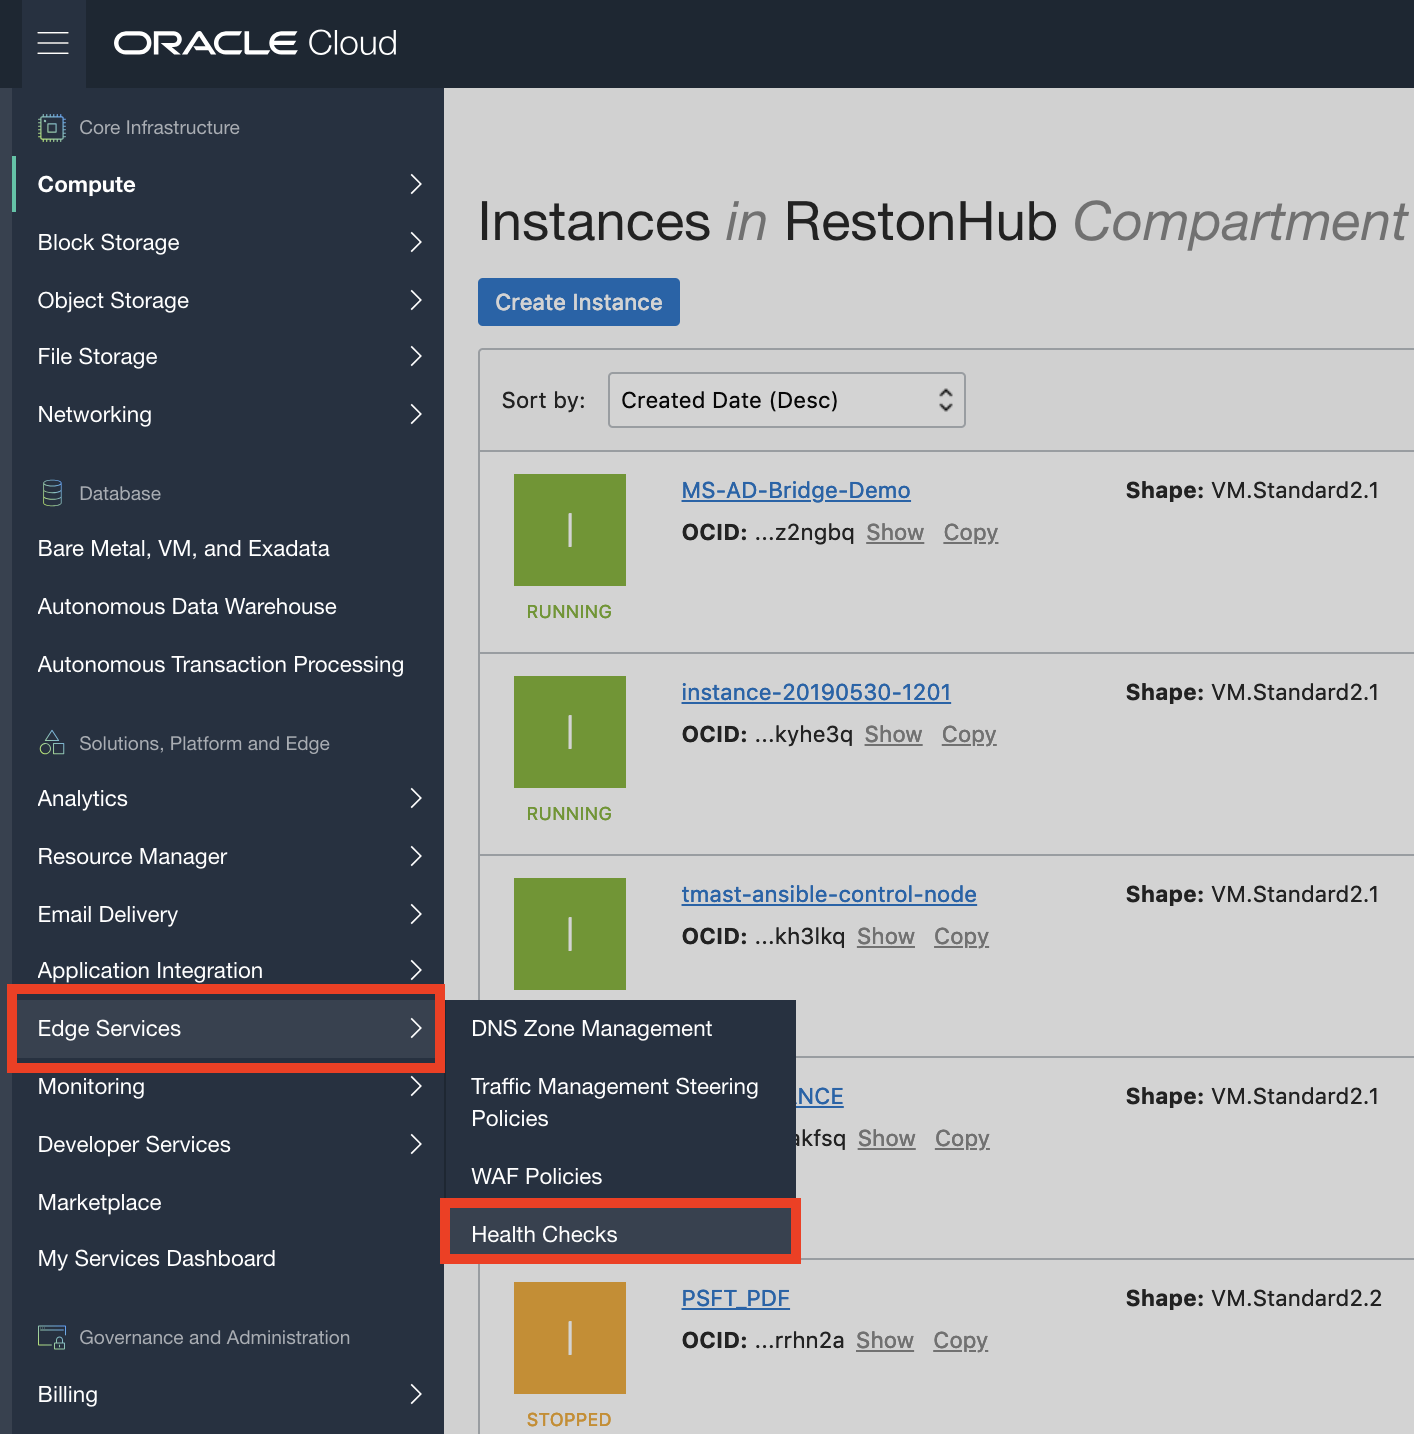 ORACLE Cloud
Core Infrastructure
Compute
Block Storage
Object Storage
File Storage
Networking
Database
Bare Metal, VM, and Exadata
Autonomous Data Warehouse
Autonomous Transaction Processing
Solutions, Platform and Edge
Analytics
Resource Manager
Email Delivery
Application Integration
Edge Services
Monitoring
Developer Services
Marketplace
My Services Dashboard
Governance and Administration
Billing
DNS Zone Management
Traffic Management Steering
Policies
WAF Policies
Health Checks
Instances in RestonHub Compartment
Create Instance
Sort by: Created Date (Desc)
I
RUNNING
MS-AD-Bridge-Demo
OCID: ...z2ngbq Show Copy
Shape: VM.Standard2.1
I
RUNNING
instance-20190530-1201
OCID: ...kyhe3q Show Copy
Shape: VM.Standard2.1
I
tmast-ansible-control-node
OCID: ...kh3lkq Show Copy
Shape: VM.Standard2.1
NCE
akfsq Show Copy
Shape: VM.Standard2.1
I
STOPPED
PSFT_PDF
OCID: ...rrhn2a Show Copy
Shape: VM.Standard2.2